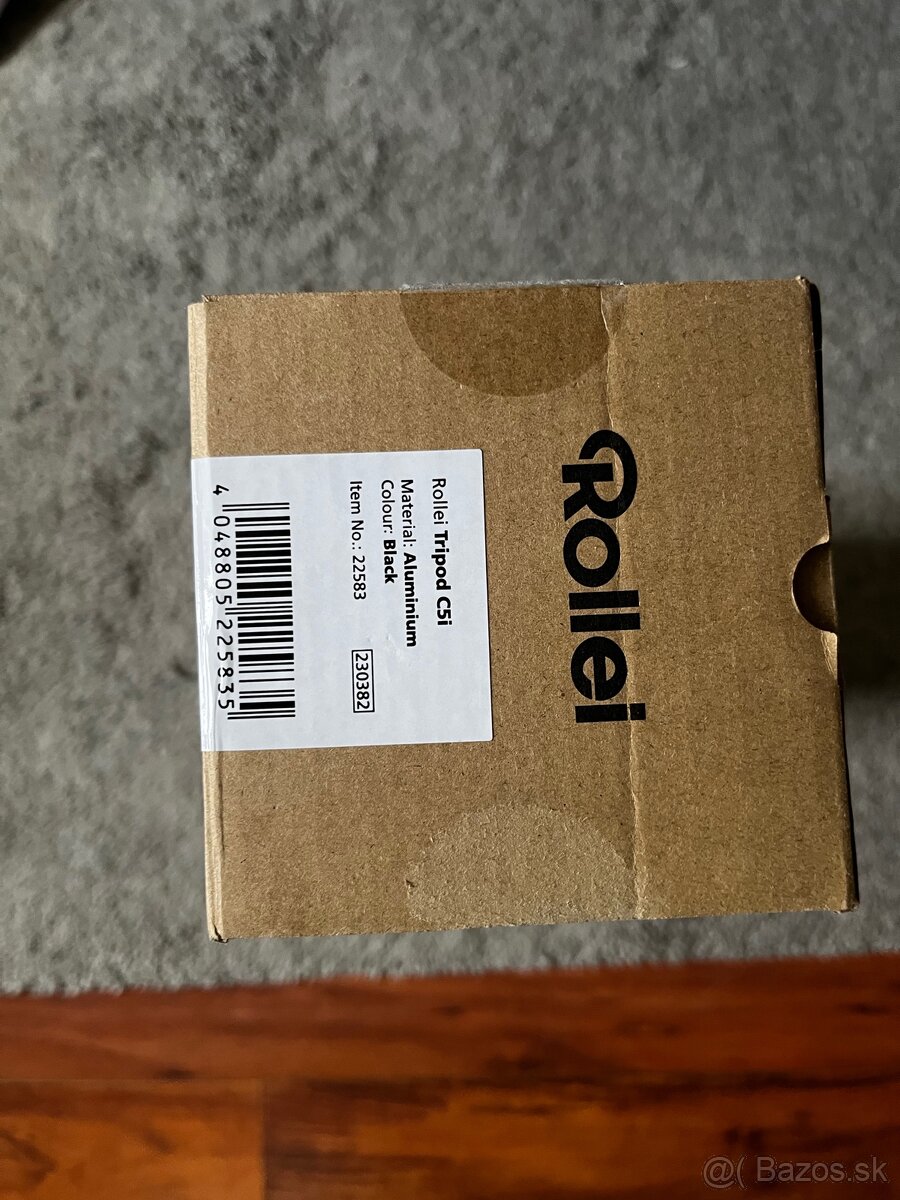 Rollei
Rollei Tripod C5i
Material: Aluminium
Colour: Black
Item No.: 22583
230382
4 048805 225835
@( Bazos.sk